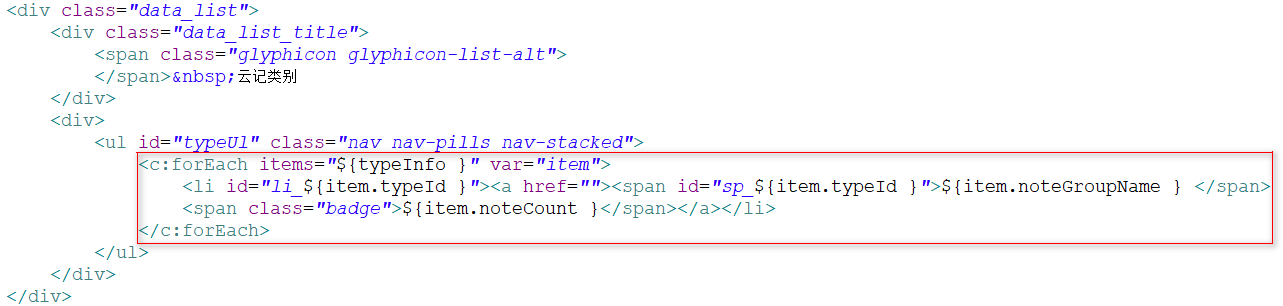 <div class="data_list">
<div class="data_list_title">
<span class="glyphicon glyphicon-list-alt">
</span>&nbsp;云记类别
</div>
<div>
<ul id="typeUl" class="nav nav-pills nav-stacked">
<c:forEach items="${typeInfo }" var="item">
<li id="li_${item.typeId }"><a href=""><span id="sp_${item.typeId }">${item.noteGroupName } </span>
<span class="badge">${item.noteCount }</span></a></li>
</c:forEach>
</ul>
</div>
</div>